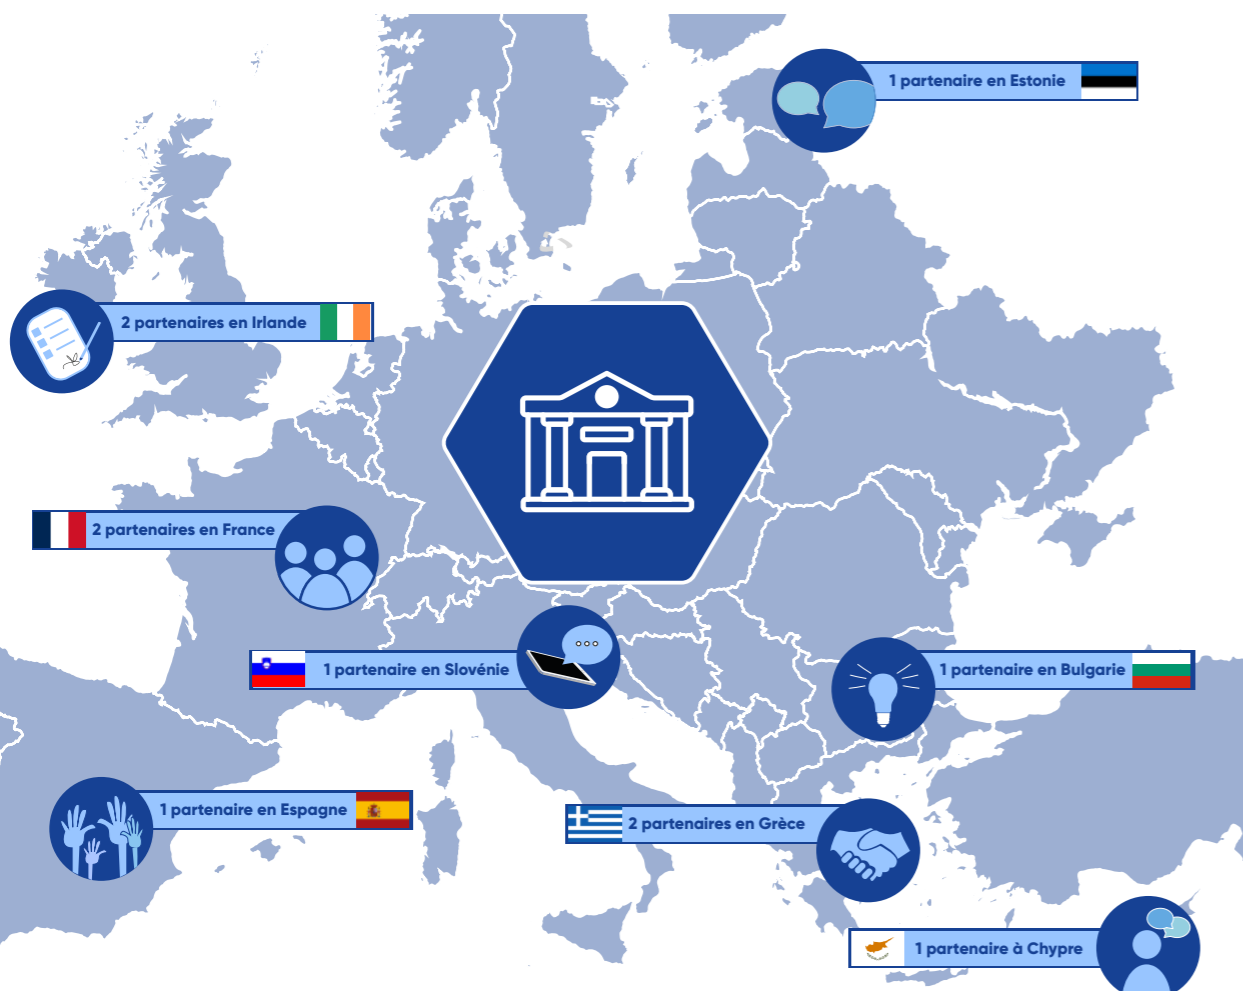 1 partenaire en Estonie
2 partenaires en Irlande
2 partenaires en France
1 partenaire en Slovénie
1 partenaire en Bulgarie
1 partenaire en Espagne
2 partenaires en Grèce
1 partenaire à Chypre